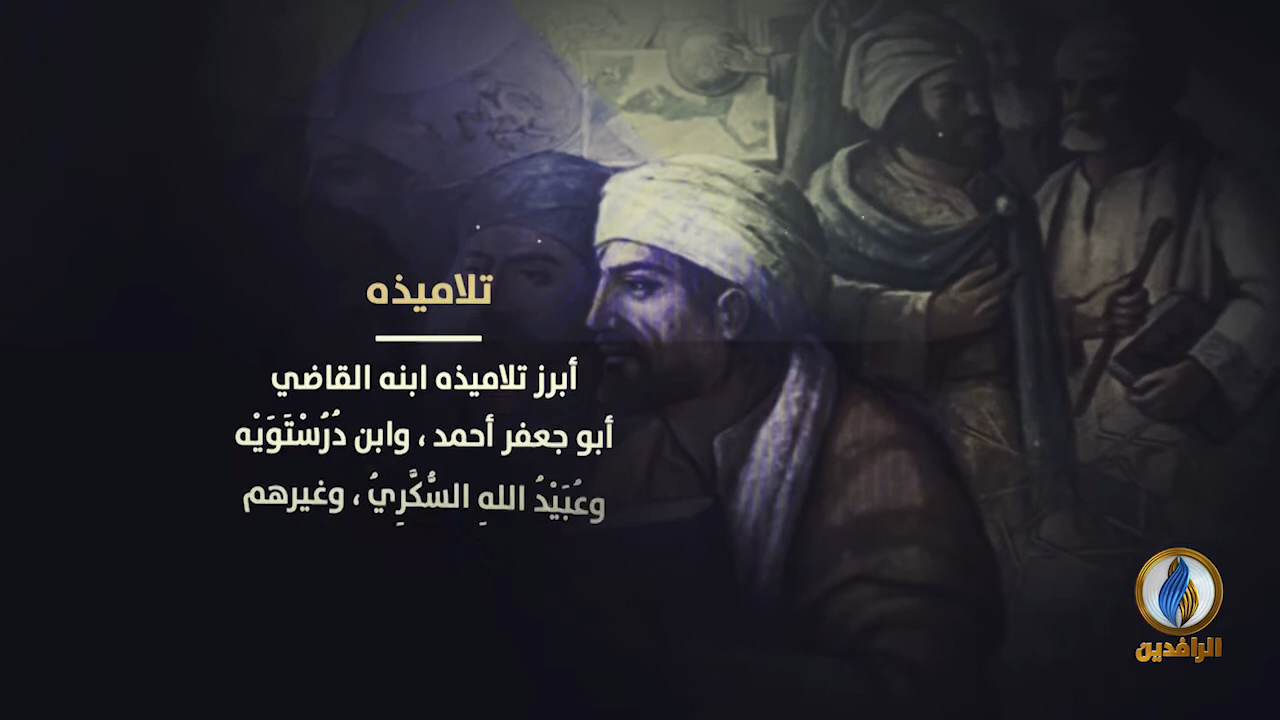 تلاميذه
أبرز تلاميذه ابنه القاضي
أبو جعفر أحمد ، وابن دُرُسْتَوَيْه
وعُبَيْدُ اللهِ السُّكَّرِيُ ، وغيرهم
الرافدين